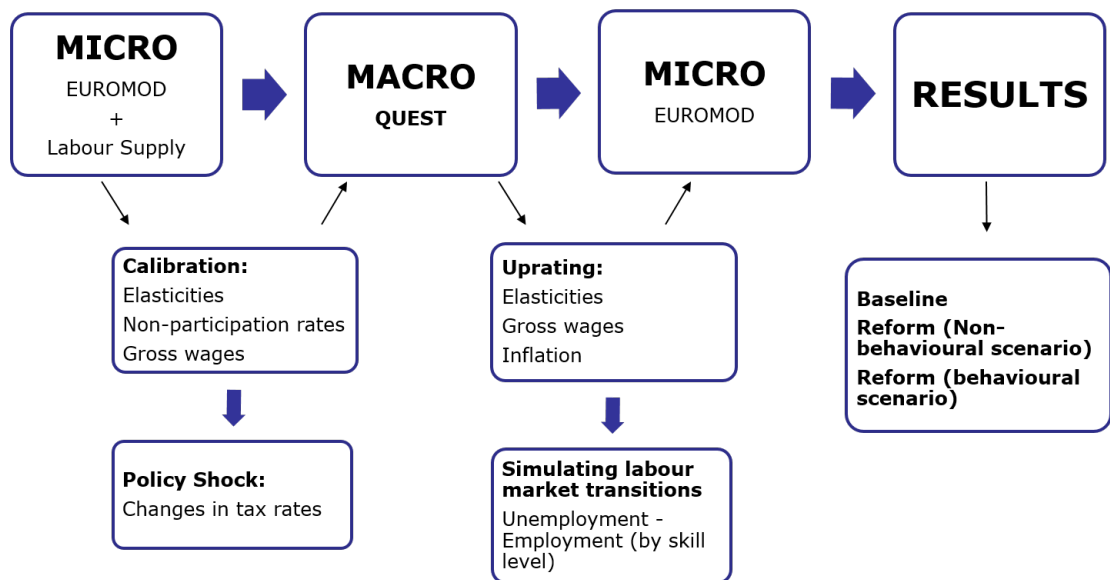 MICRO
EUROMOD
+
Labour Supply
MACRO
QUEST
MICRO
EUROMOD
RESULTS
Calibration:
Elasticities
Non-participation rates
Gross wages
Uprating:
Elasticities
Gross wages
Inflation
Baseline
Reform (Non-
behavioural scenario)
Reform (behavioural
scenario)
Policy Shock:
Changes in tax rates
Simulating labour
market transitions
Unemployment -
Employment (by skill
level)